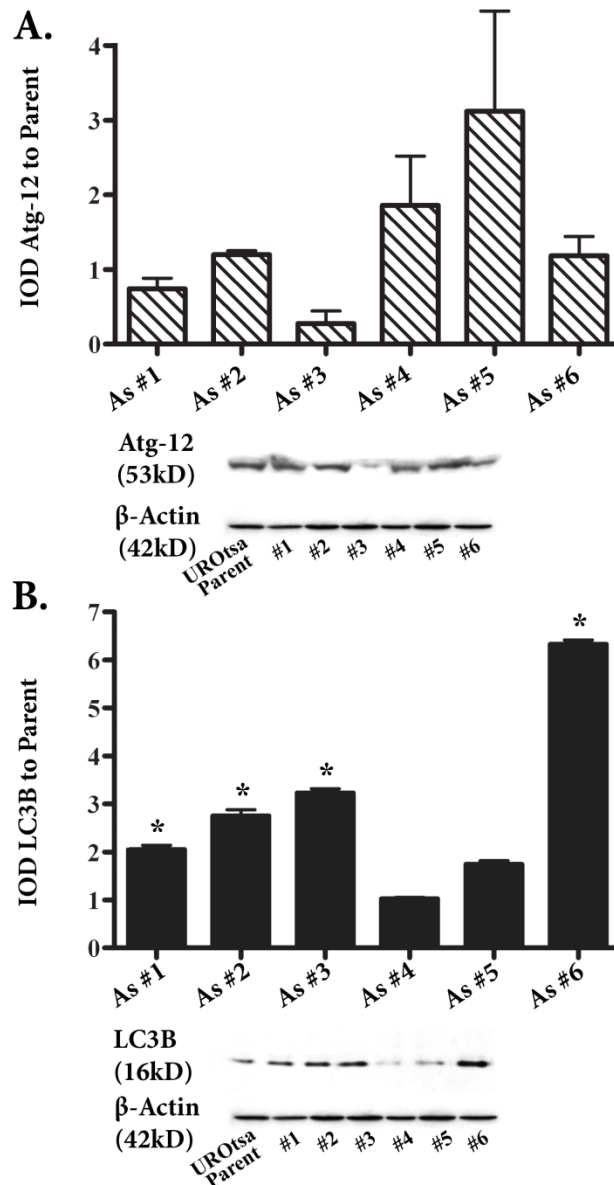 A.
IOD Atg-12 to Parent
4
3
2
1
0
As #1 As #2 As #3 As #4 As #5 As #6
Atg-12
(53kD)
β-Actin
(42kD)
UROtsa
Parent
#1 #2 #3 #4 #5 #6
B.
IOD LC3B to Parent
7
6
5
4
3
2
1
0
* * * *
As #1 As #2 As #3 As #4 As #5 As #6
LC3B
(16kD)
β-Actin
(42kD)
UROtsa
Parent
#1 #2 #3 #4 #5 #6